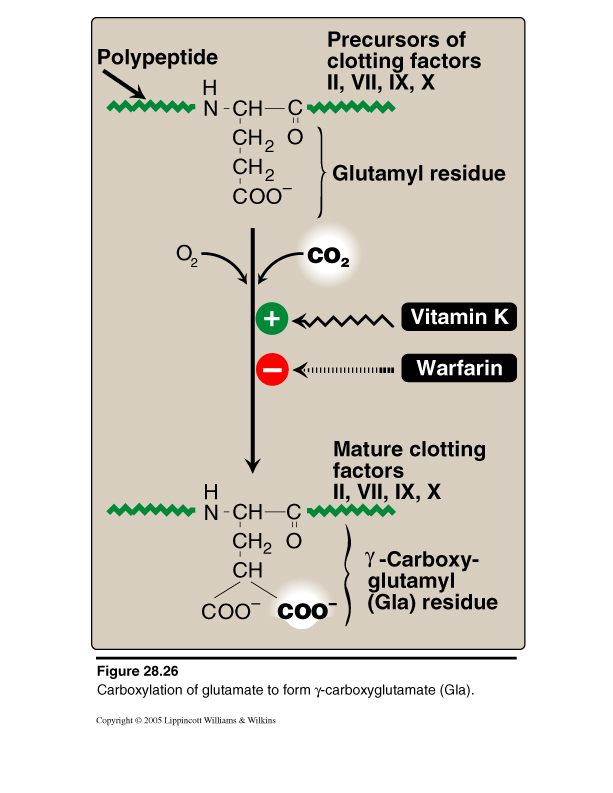 Polypeptide
Precursors of
clotting factors
II, VII, IX, X
H
N - CH — C
CH₂ O
CH₂
COO⁻
Glutamyl residue
O₂
CO₂
+
Vitamin K
−
Warfarin
Mature clotting
factors
II, VII, IX, X
H
N - CH — C
CH₂ O
CH
COO⁻ COO⁻
γ-Carboxy-
glutamyl
(Gla) residue
Figure 28.26
Carboxylation of glutamate to form γ-carboxyglutamate (Gla).
Copyright © 2005 Lippincott Williams & Wilkins